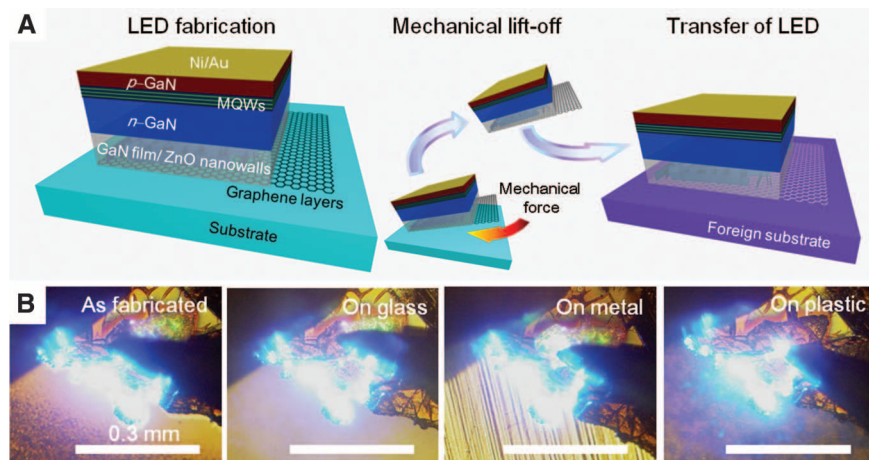 A
LED fabrication
Mechanical lift-off
Transfer of LED
Ni/Au
p-GaN
MQWs
n-GaN
GaN film/ ZnO nanowalls
Graphene layers
Substrate
Mechanical
force
Foreign substrate
B
As fabricated
On glass
On metal
On plastic
0.3 mm